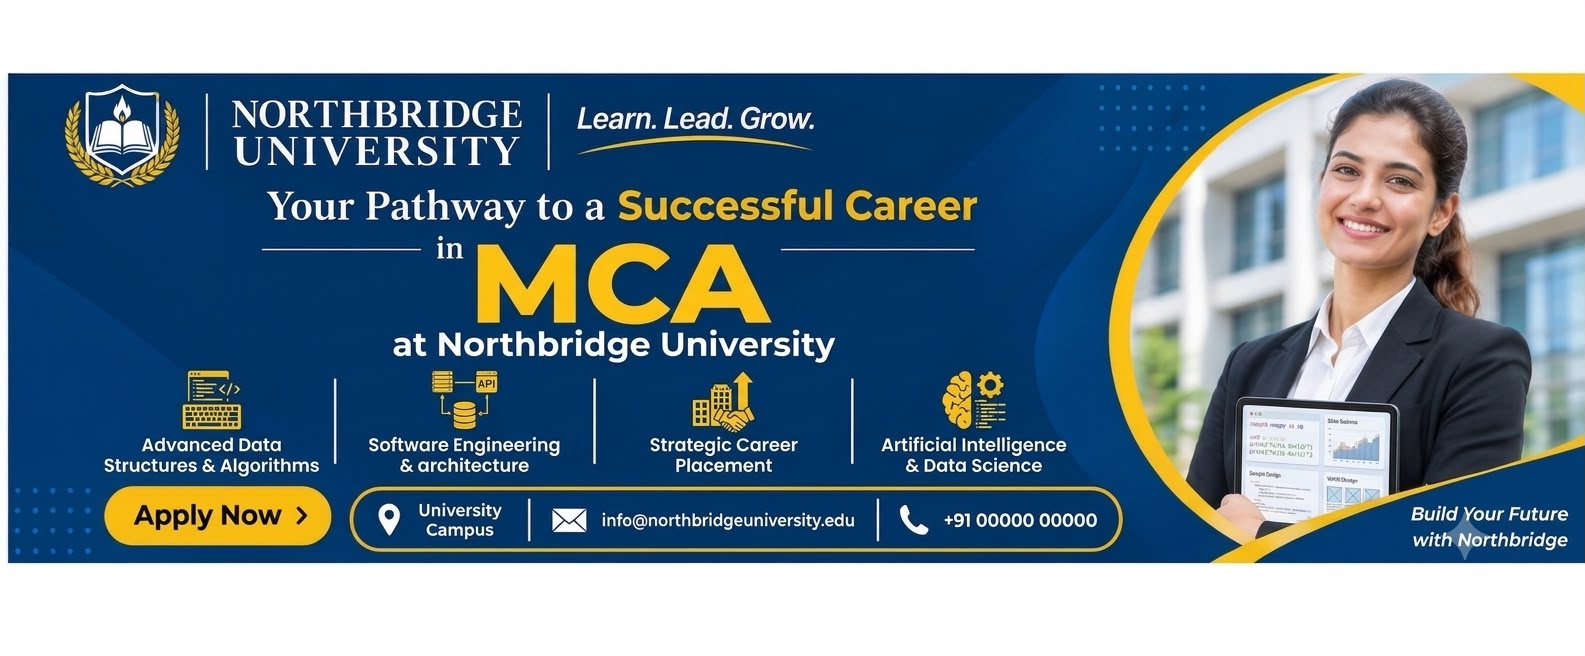 NORTHBRIDGE
UNIVERSITY
Learn. Lead. Grow.
Your Pathway to a Successful Career
in MCA
at Northbridge University
</>
API
Advanced Data
Structures & Algorithms
Software Engineering
& architecture
Strategic Career
Placement
Artificial Intelligence
& Data Science
Apply Now >
University
Campus
info@northbridgeuniversity.edu
+91 00000 00000
Build Your Future
with Northbridge